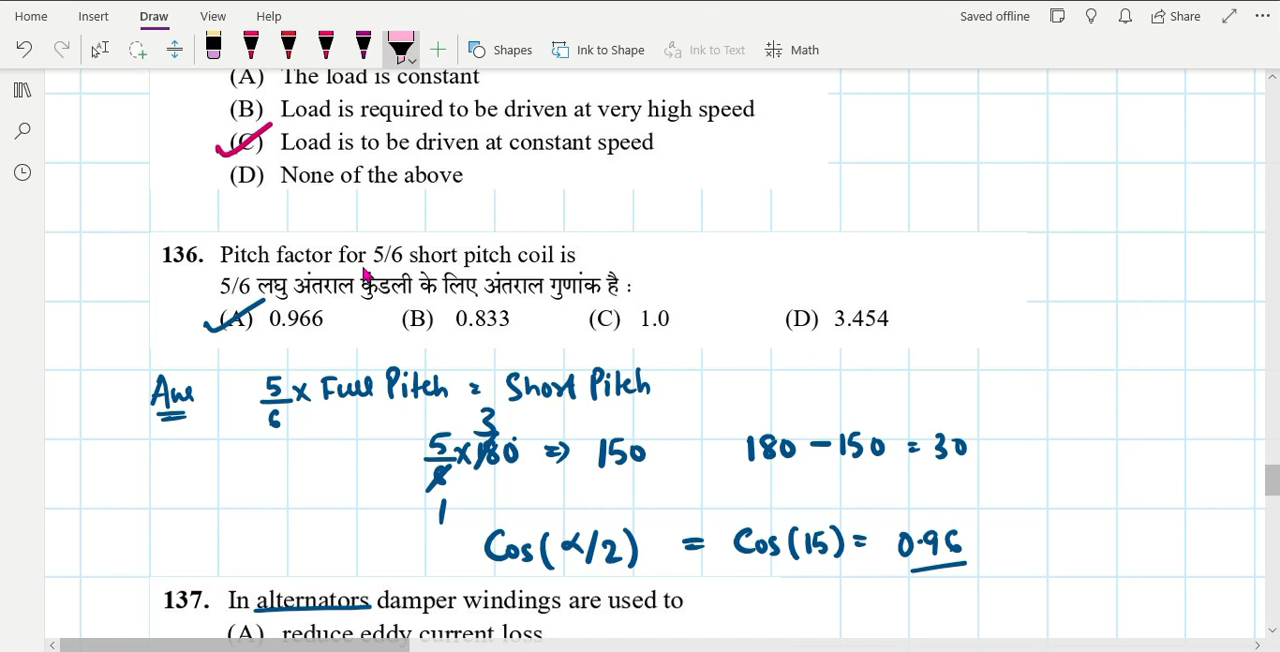 Home Insert Draw View Help Saved offline Share
Shapes Ink to Shape Ink to Text Math
(A) The load is constant
(B) Load is required to be driven at very high speed
(C) Load is to be driven at constant speed
(D) None of the above
136. Pitch factor for 5/6 short pitch coil is
5/6 लघु अंतराल कुंडली के लिए अंतराल गुणांक है :
(A) 0.966 (B) 0.833 (C) 1.0 (D) 3.454
Ans 5/6 x Full Pitch = Short Pitch
3
5/6 x 180 => 150 180 - 150 = 30
1
Cos(α/2) = Cos(15) = 0.96
137. In alternators damper windings are used to
(A) reduce eddy current loss